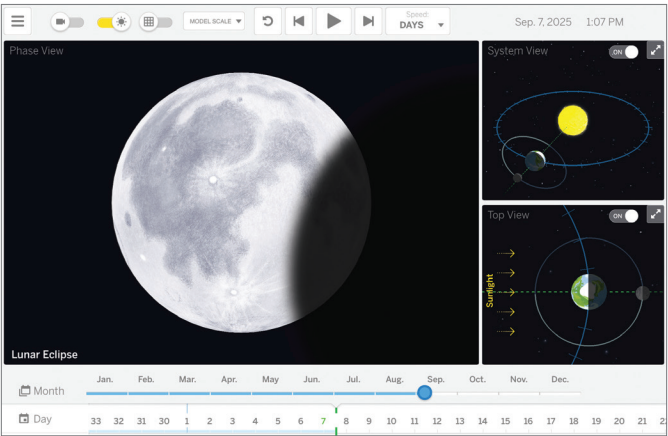 MODEL SCALE
Speed:
DAYS
Sep. 7, 2025 1:07 PM
Phase View
Lunar Eclipse
System View
ON
Top View
ON
Sunlight
Month
Jan. Feb. Mar. Apr. May Jun. Jul. Aug. Sep. Oct. Nov. Dec.
Day
33 32 31 30 1 2 3 4 5 6 7 8 9 10 11 12 13 14 15 16 17 18 19 20 21